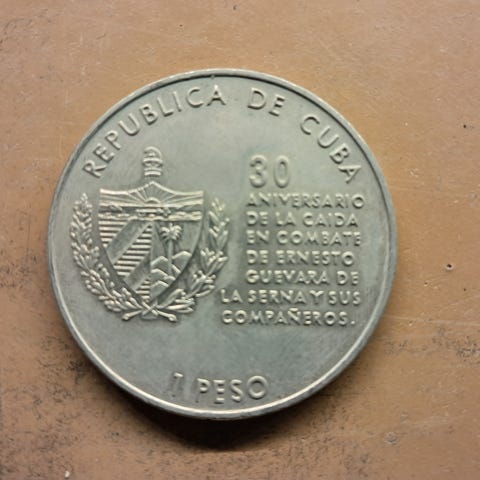 REPUBLICA DE CUBA
30
ANIVERSARIO
DE LA CAIDA
EN COMBATE
DE ERNESTO
GUEVARA DE
LA SERNA Y SUS
COMPAÑEROS.
1 PESO